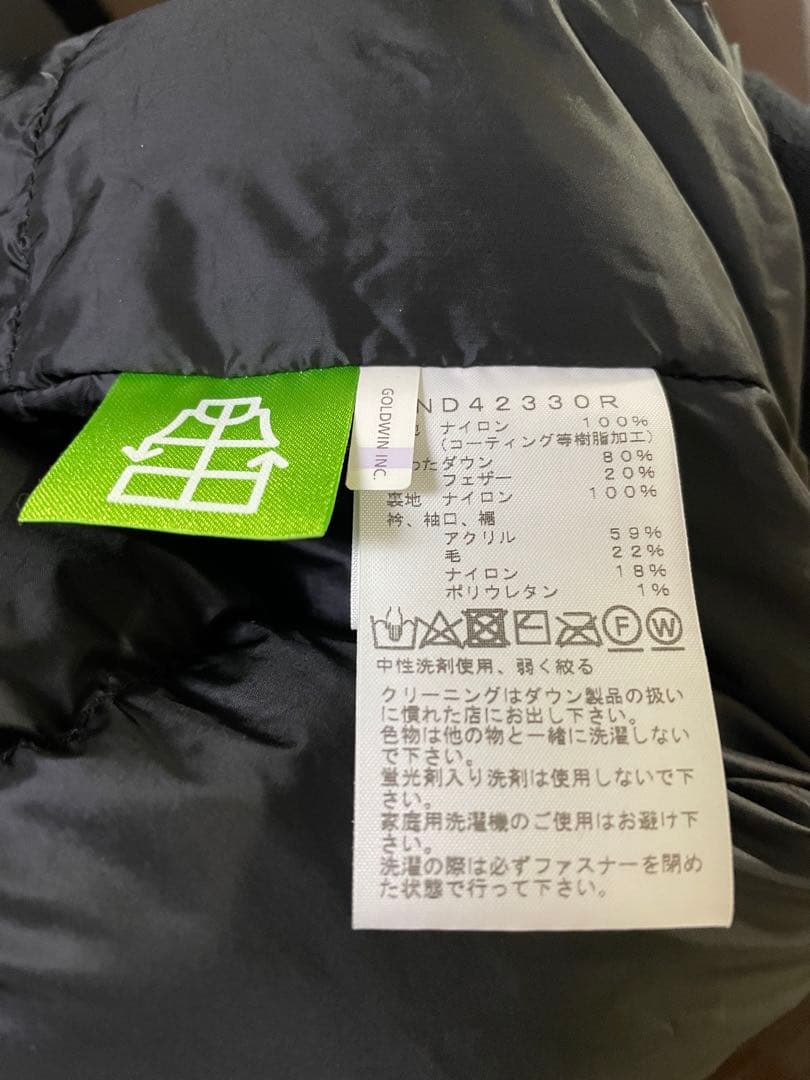 GOLDWIN INC.
ND42330R
ナイロン 100%
(コーティング等樹脂加工)
ったダウン 80%
フェザー 20%
裏地 ナイロン 100%
衿、袖口、裾
アクリル 59%
毛 22%
ナイロン 18%
ポリウレタン 1%
F W
中性洗剤使用、弱く絞る
クリーニングはダウン製品の扱い
に慣れた店にお出し下さい。
色物は他の物と一緒に洗濯しない
で下さい。
蛍光剤入り洗剤は使用しないで下
さい。
家庭用洗濯機のご使用はお避け下
さい。
洗濯の際は必ずファスナーを閉め
た状態で行って下さい。